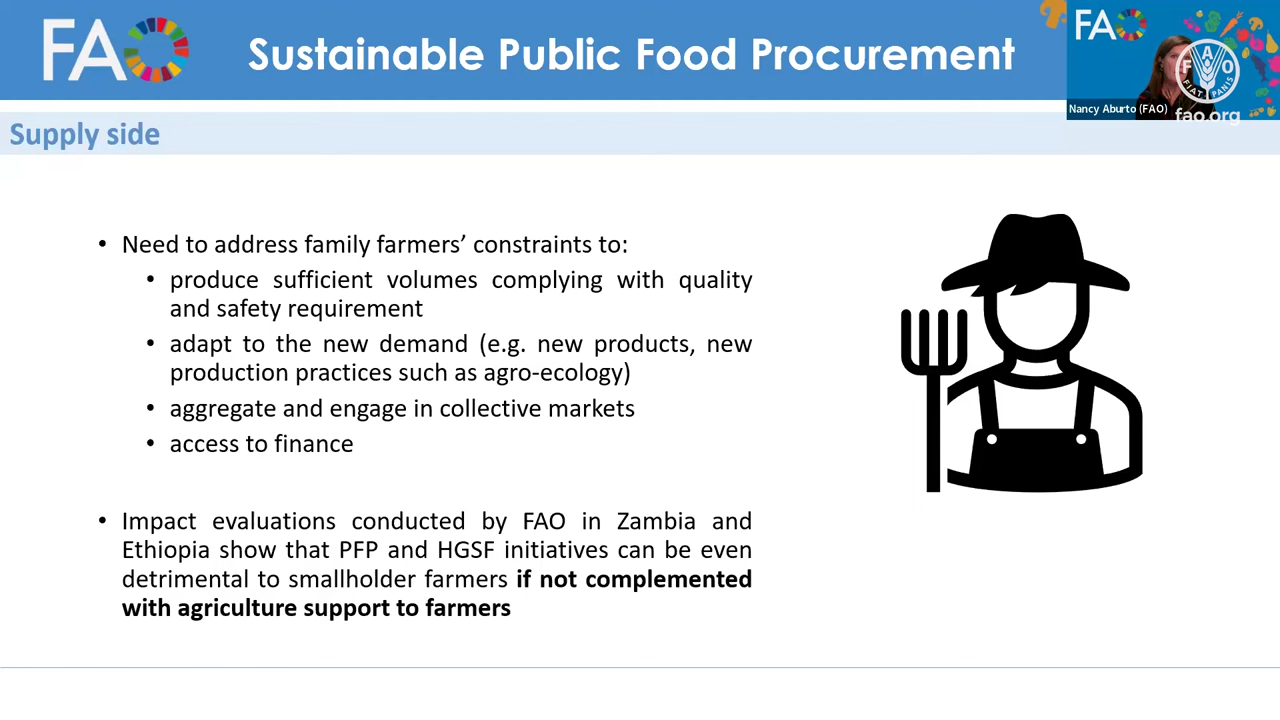 FAO
Sustainable Public Food Procurement
FAO
F A O
FIAT PANIS
Nancy Aburto (FAO)
fao.org
Supply side
• Need to address family farmers’ constraints to:
• produce sufficient volumes complying with quality
and safety requirement
• adapt to the new demand (e.g. new products, new
production practices such as agro-ecology)
• aggregate and engage in collective markets
• access to finance
• Impact evaluations conducted by FAO in Zambia and
Ethiopia show that PFP and HGSF initiatives can be even
detrimental to smallholder farmers if not complemented
with agriculture support to farmers